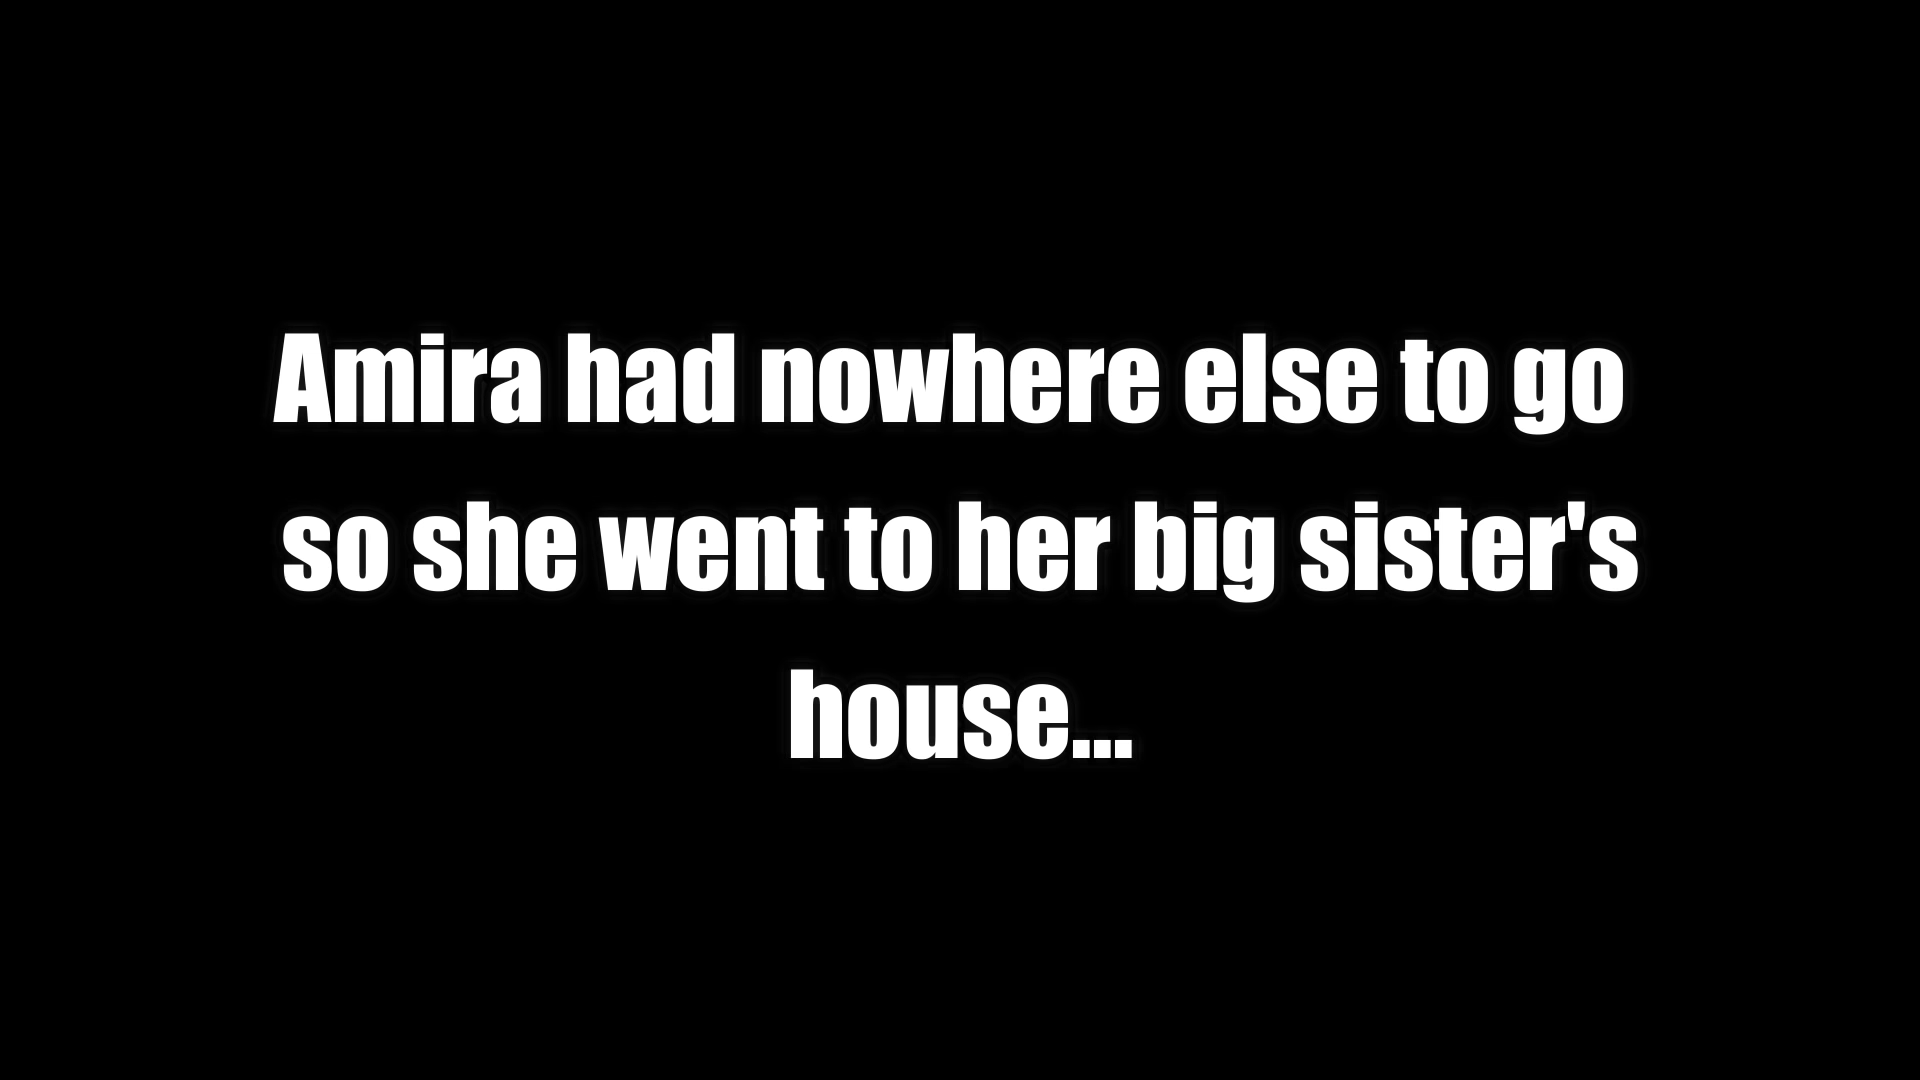 Amira had nowhere else to go
so she went to her big sister's
house...